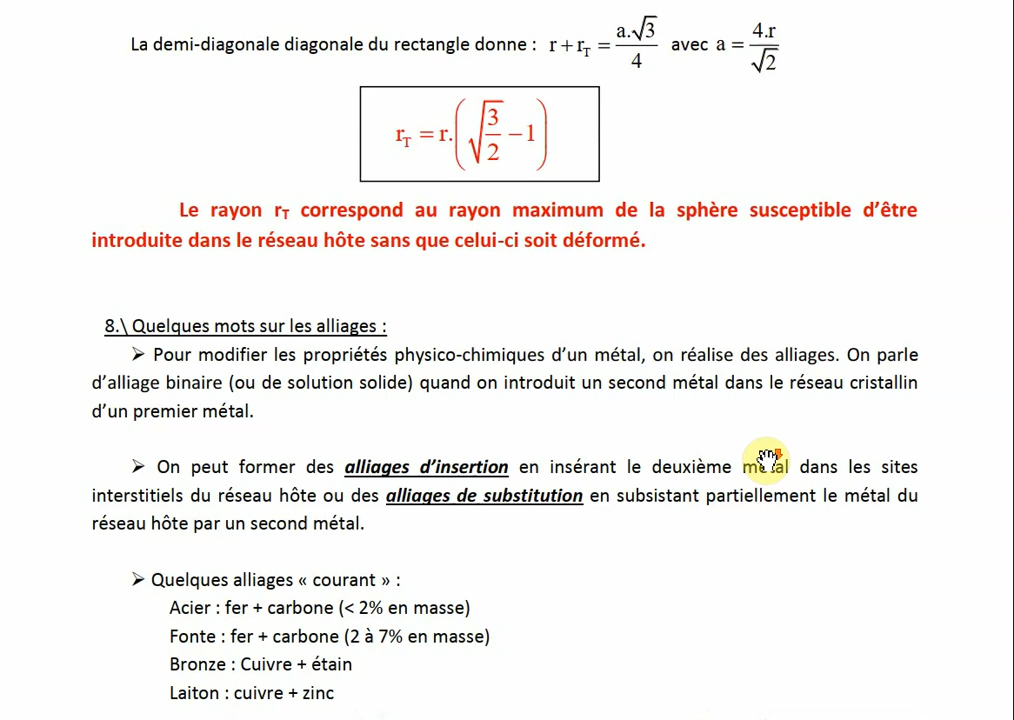 La demi-diagonale diagonale du rectangle donne : r + r_T = a.√3 / 4 avec a = 4.r / √2
r_T = r.(√(3/2) − 1)
Le rayon r_T correspond au rayon maximum de la sphère susceptible d’être
introduite dans le réseau hôte sans que celui-ci soit déformé.
8.\ Quelques mots sur les alliages :
➢ Pour modifier les propriétés physico-chimiques d’un métal, on réalise des alliages. On parle
d’alliage binaire (ou de solution solide) quand on introduit un second métal dans le réseau cristallin
d’un premier métal.
➢ On peut former des alliages d’insertion en insérant le deuxième métal dans les sites
interstitiels du réseau hôte ou des alliages de substitution en subsistant partiellement le métal du
réseau hôte par un second métal.
➢ Quelques alliages « courant » :
Acier : fer + carbone (< 2% en masse)
Fonte : fer + carbone (2 à 7% en masse)
Bronze : Cuivre + étain
Laiton : cuivre + zinc